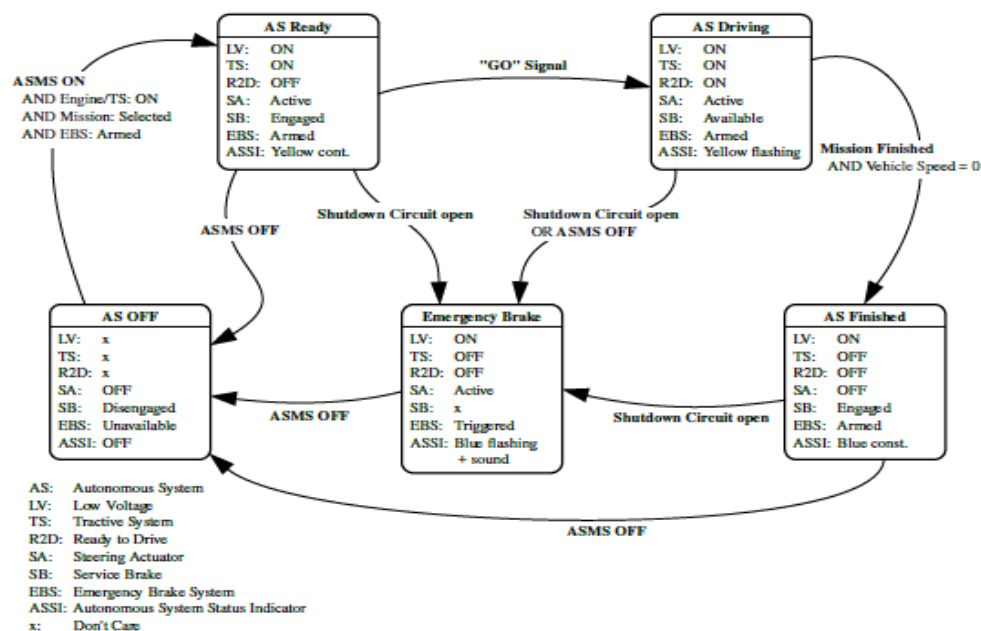 AS Ready
LV: ON
TS: ON
R2D: OFF
SA: Active
SB: Engaged
EBS: Armed
ASSI: Yellow cont.
AS Driving
LV: ON
TS: ON
R2D: ON
SA: Active
SB: Available
EBS: Armed
ASSI: Yellow flashing
"GO" Signal
ASMS ON
AND Engine/TS: ON
AND Mission: Selected
AND EBS: Armed
Mission Finished
AND Vehicle Speed = 0
ASMS OFF
Shutdown Circuit open
Shutdown Circuit open
OR ASMS OFF
AS OFF
LV: x
TS: x
R2D: x
SA: OFF
SB: Disengaged
EBS: Unavailable
ASSI: OFF
Emergency Brake
LV: ON
TS: OFF
R2D: OFF
SA: Active
SB: x
EBS: Triggered
ASSI: Blue flashing
+ sound
AS Finished
LV: ON
TS: OFF
R2D: OFF
SA: OFF
SB: Engaged
EBS: Armed
ASSI: Blue const.
ASMS OFF
Shutdown Circuit open
ASMS OFF
AS: Autonomous System
LV: Low Voltage
TS: Tractive System
R2D: Ready to Drive
SA: Steering Actuator
SB: Service Brake
EBS: Emergency Brake System
ASSI: Autonomous System Status Indicator
x: Don't Care